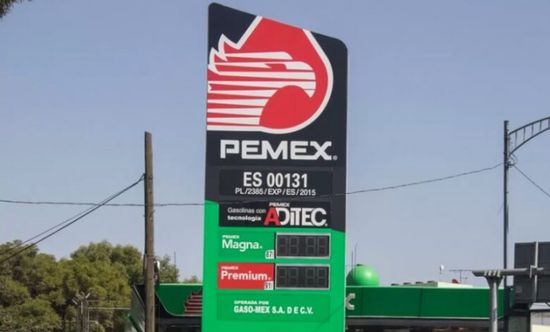 PEMEX®
ES 00131
PL/2385/EXP/ES/2015
Gasolinas con
tecnología
PEMEX
ADITEC
PEMEX
Magna
87
PEMEX
Premium
91
OPERADA POR
GASO-MEX S.A. DE C.V.